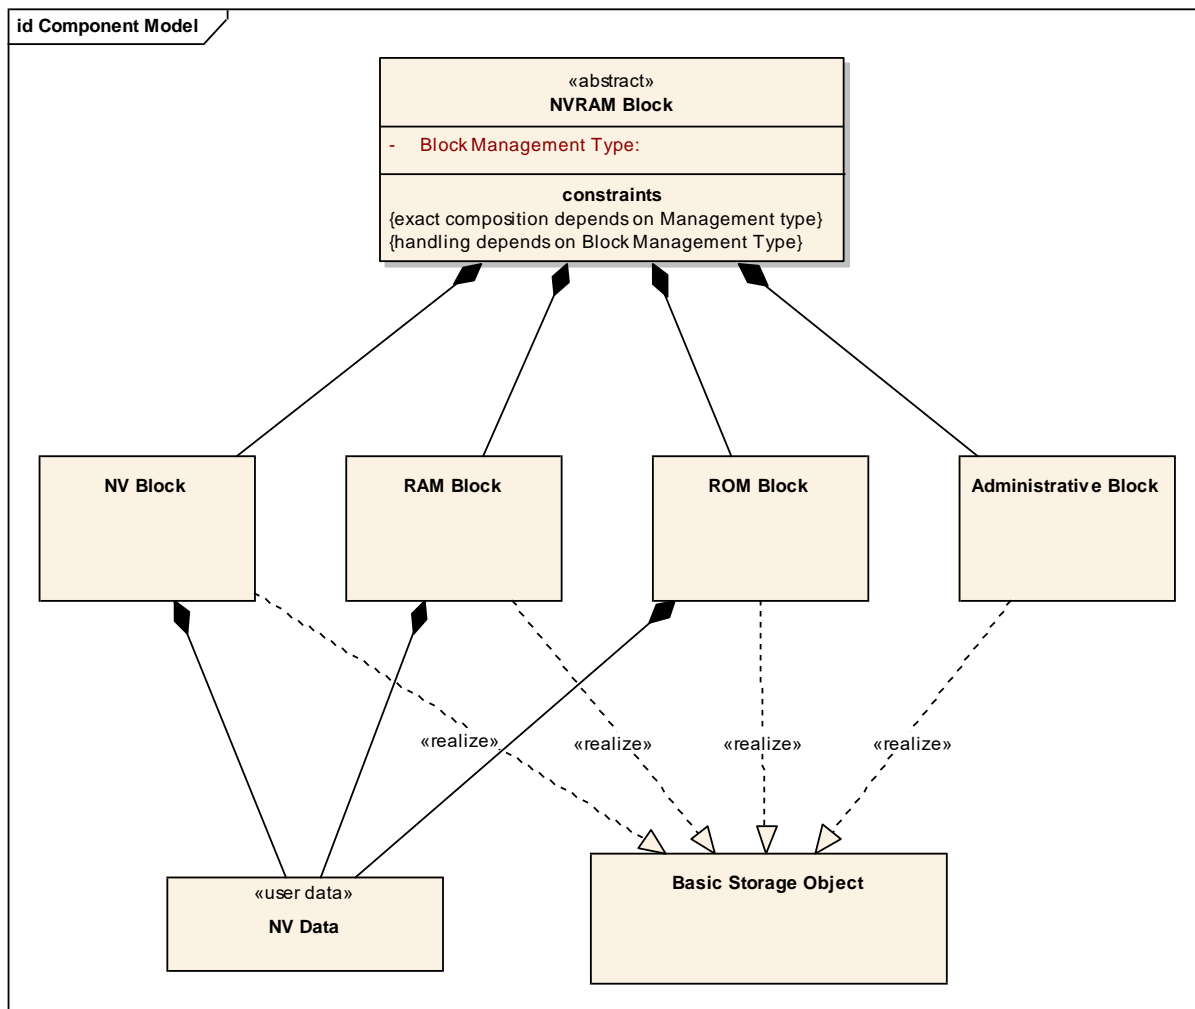 id Component Model
«abstract»
NVRAM Block
- Block Management Type:
constraints
{exact composition depends on Management type}
{handling depends on Block Management Type}
NV Block
RAM Block
ROM Block
Administrative Block
«realize»
«realize»
«realize»
«realize»
Basic Storage Object
«user data»
NV Data